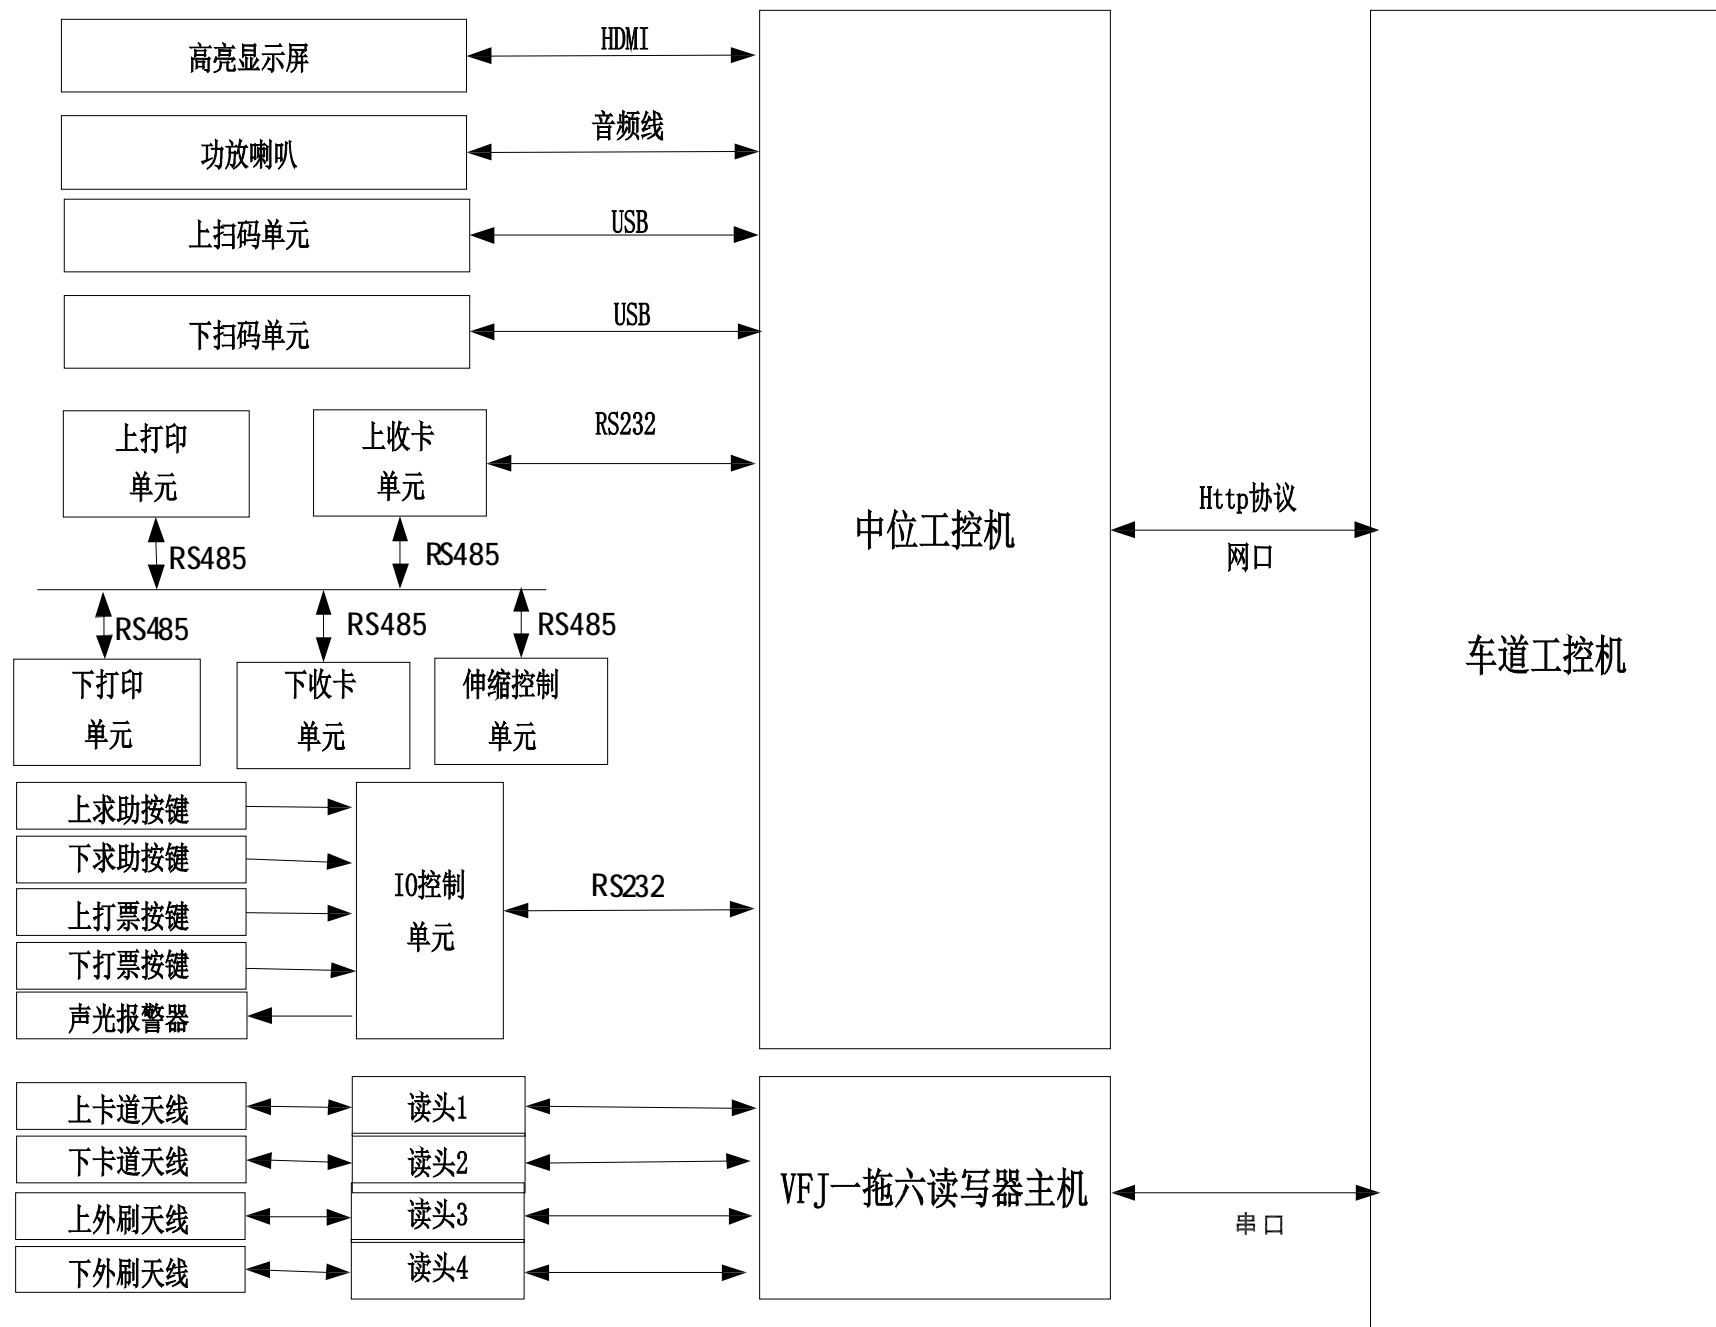 高亮显示屏
HDMI
功放喇叭
音频线
上扫码单元
USB
下扫码单元
USB
上打印
单元
上收卡
单元
RS232
RS485
RS485
RS485
RS485
RS485
下打印
单元
下收卡
单元
伸缩控制
单元
上求助按键
下求助按键
上打票按键
下打票按键
声光报警器
IO控制
单元
RS232
中位工控机
Http协议
网口
车道工控机
上卡道天线
读头1
下卡道天线
读头2
上外刷天线
读头3
下外刷天线
读头4
VFJ一拖六读写器主机
串口